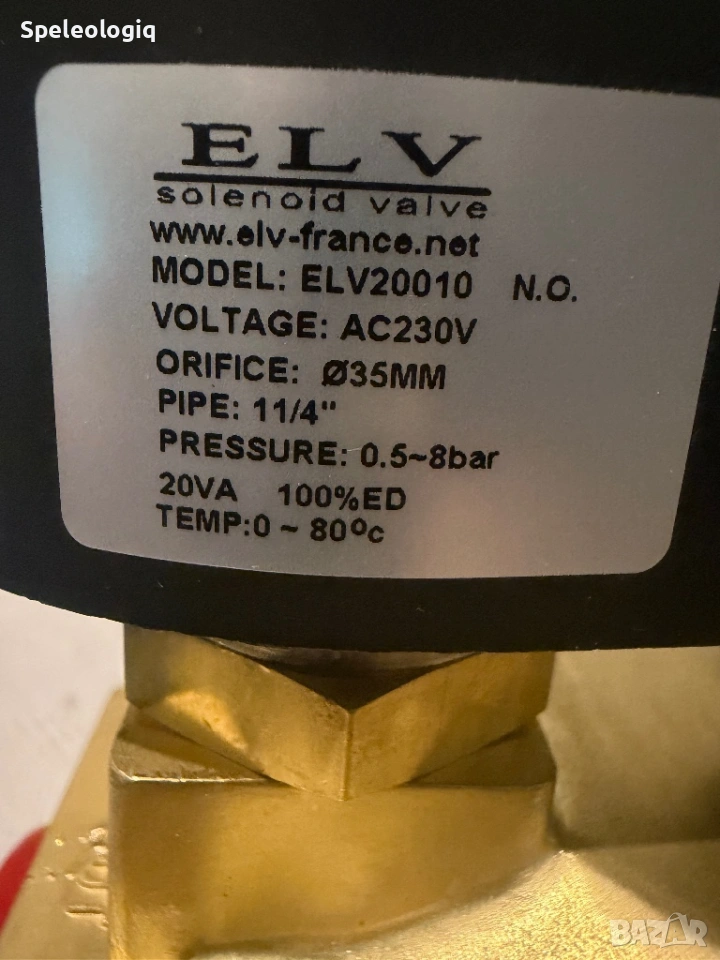 Speleologiq
ELV
solenoid valve
www.elv-france.net
MODEL: ELV20010 N.O.
VOLTAGE: AC230V
ORIFICE: Ø35MM
PIPE: 11/4"
PRESSURE: 0.5~8bar
20VA 100%ED
TEMP:0 ~ 80ºc
BAZAR